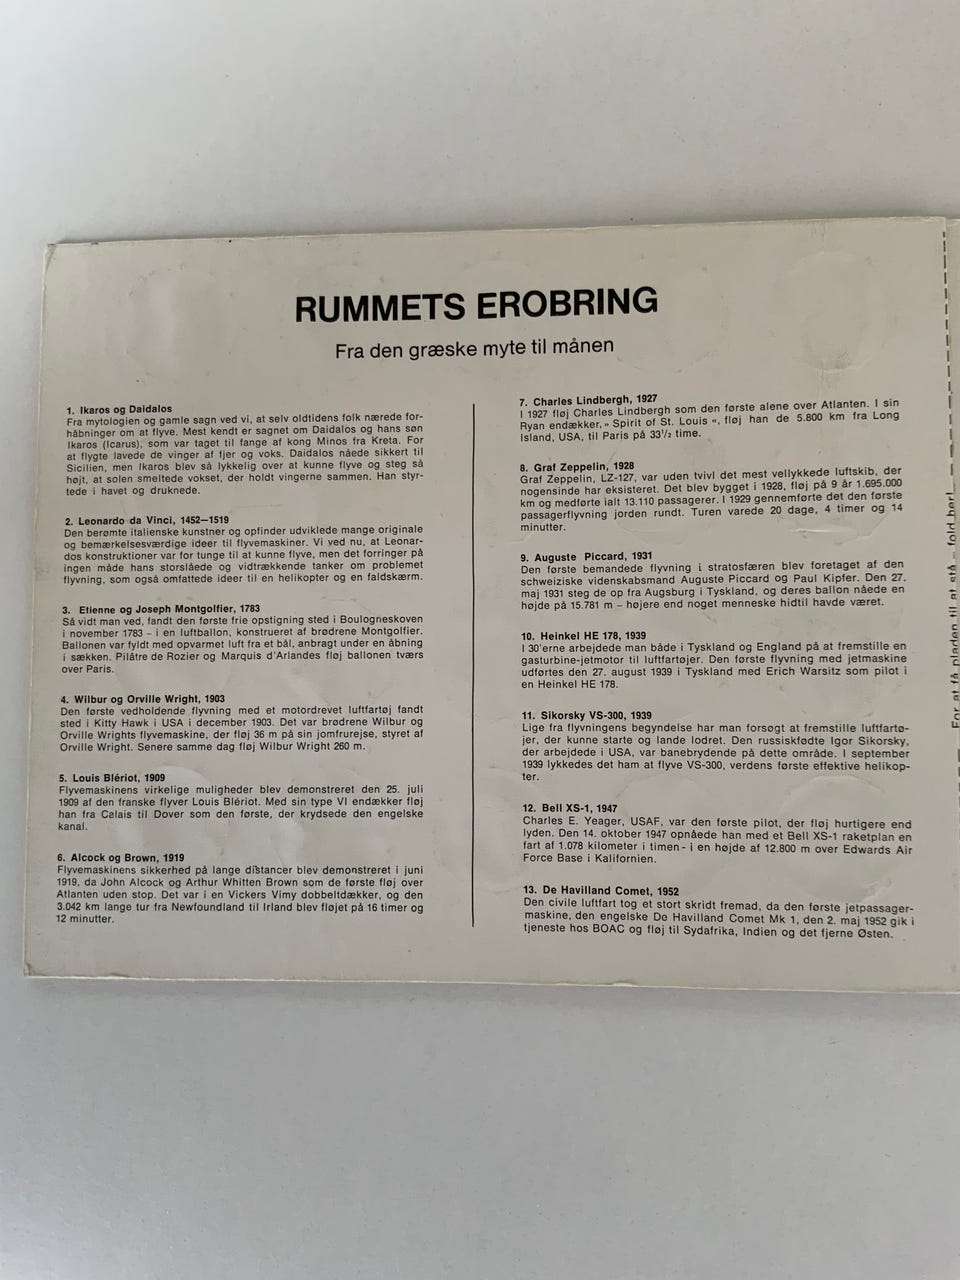 RUMMETS EROBRING
Fra den græske myte til månen
1. Ikaros og Daidalos
Fra mytologien og gamle sagn ved vi, at selv oldtidens folk nærede for-
håbninger om at flyve. Mest kendt er sagnet om Daidalos og hans søn
Ikaros (Icarus), som var taget til fange af kong Minos fra Kreta. For
at flygte lavede de vinger af fjer og voks. Daidalos nåede sikkert til
Sicilien, men Ikaros blev så lykkelig over at kunne flyve og steg så
højt, at solen smeltede vokset, der holdt vingerne sammen. Han styr-
tede i havet og druknede.
2. Leonardo da Vinci, 1452–1519
Den berømte italienske kunstner og opfinder udviklede mange originale
og bemærkelsesværdige ideer til flyvemaskiner. Vi ved nu, at Leonar-
dos konstruktioner var for tunge til at kunne flyve, men det forringer på
ingen måde hans storslåede og vidtrækkende tanker om problemet
flyvning, som også omfattede ideer til en helikopter og en faldskærm.
3. Etienne og Joseph Montgolfier, 1783
Så vidt man ved, fandt den første frie opstigning sted i Boulogneskoven
i november 1783 – i en luftballon, konstrueret af brødrene Montgolfier.
Ballonen var fyldt med opvarmet luft fra et bål, anbragt under en åbning
i sækken. Pilâtre de Rozier og Marquis d'Arlandes fløj ballonen tværs
over Paris.
4. Wilbur og Orville Wright, 1903
Den første vedholdende flyvning med et motordrevet luftfartøj fandt
sted i Kitty Hawk i USA i december 1903. Det var brødrene Wilbur og
Orville Wrights flyvemaskine, der fløj 36 m på sin jomfrurejse, styret af
Orville Wright. Senere samme dag fløj Wilbur Wright 260 m.
5. Louis Blériot, 1909
Flyvemaskinens virkelige muligheder blev demonstreret den 25. juli
1909 af den franske flyver Louis Blériot. Med sin type VI endækker fløj
han fra Calais til Dover som den første, der krydsede den engelske
kanal.
6. Alcock og Brown, 1919
Flyvemaskinens sikkerhed på lange distancer blev demonstreret i juni
1919, da John Alcock og Arthur Whitten Brown som de første fløj over
Atlanten uden stop. Det var i en Vickers Vimy dobbeltdækker, og den
3.042 km lange tur fra Newfoundland til Irland blev fløjet på 16 timer og
12 minutter.
7. Charles Lindbergh, 1927
I 1927 fløj Charles Lindbergh som den første alene over Atlanten. I sin
Ryan endækker, » Spirit of St. Louis «, fløj han de 5.800 km fra Long
Island, USA, til Paris på 33¹/₂ time.
8. Graf Zeppelin, 1928
Graf Zeppelin, LZ-127, var uden tvivl det mest vellykkede luftskib, der
nogensinde har eksisteret. Det blev bygget i 1928, fløj på 9 år 1.695.000
km og medførte ialt 13.110 passagerer. I 1929 gennemførte det den første
passagerflyvning jorden rundt. Turen varede 20 dage, 4 timer og 14
minutter.
9. Auguste Piccard, 1931
Den første bemandede flyvning i stratosfæren blev foretaget af den
schweiziske videnskabsmand Auguste Piccard og Paul Kipfer. Den 27.
maj 1931 steg de op fra Augsburg i Tyskland, og deres ballon nåede en
højde på 15.781 m – højere end noget menneske hidtil havde været.
10. Heinkel HE 178, 1939
I 30'erne arbejdede man både i Tyskland og England på at fremstille en
gasturbine-jetmotor til luftfartøjer. Den første flyvning med jetmaskine
udførtes den 27. august 1939 i Tyskland med Erich Warsitz som pilot i
en Heinkel HE 178.
11. Sikorsky VS-300, 1939
Lige fra flyvningens begyndelse har man forsøgt at fremstille luftfartø-
jer, der kunne starte og lande lodret. Den russiskfødte Igor Sikorsky,
der arbejdede i USA, var banebrydende på dette område. I september
1939 lykkedes det ham at flyve VS-300, verdens første effektive helikop-
ter.
12. Bell XS-1, 1947
Charles E. Yeager, USAF, var den første pilot, der fløj hurtigere end
lyden. Den 14. oktober 1947 opnåede han med et Bell XS-1 raketplan en
fart af 1.078 kilometer i timen - i en højde af 12.800 m over Edwards Air
Force Base i Kalifornien.
13. De Havilland Comet, 1952
Den civile luftfart tog et stort skridt fremad, da den første jetpassager-
maskine, den engelske De Havilland Comet Mk 1, den 2. maj 1952 gik i
tjeneste hos BOAC og fløj til Sydafrika, Indien og det fjerne Østen.
For at få pladen til at stå – fold her!